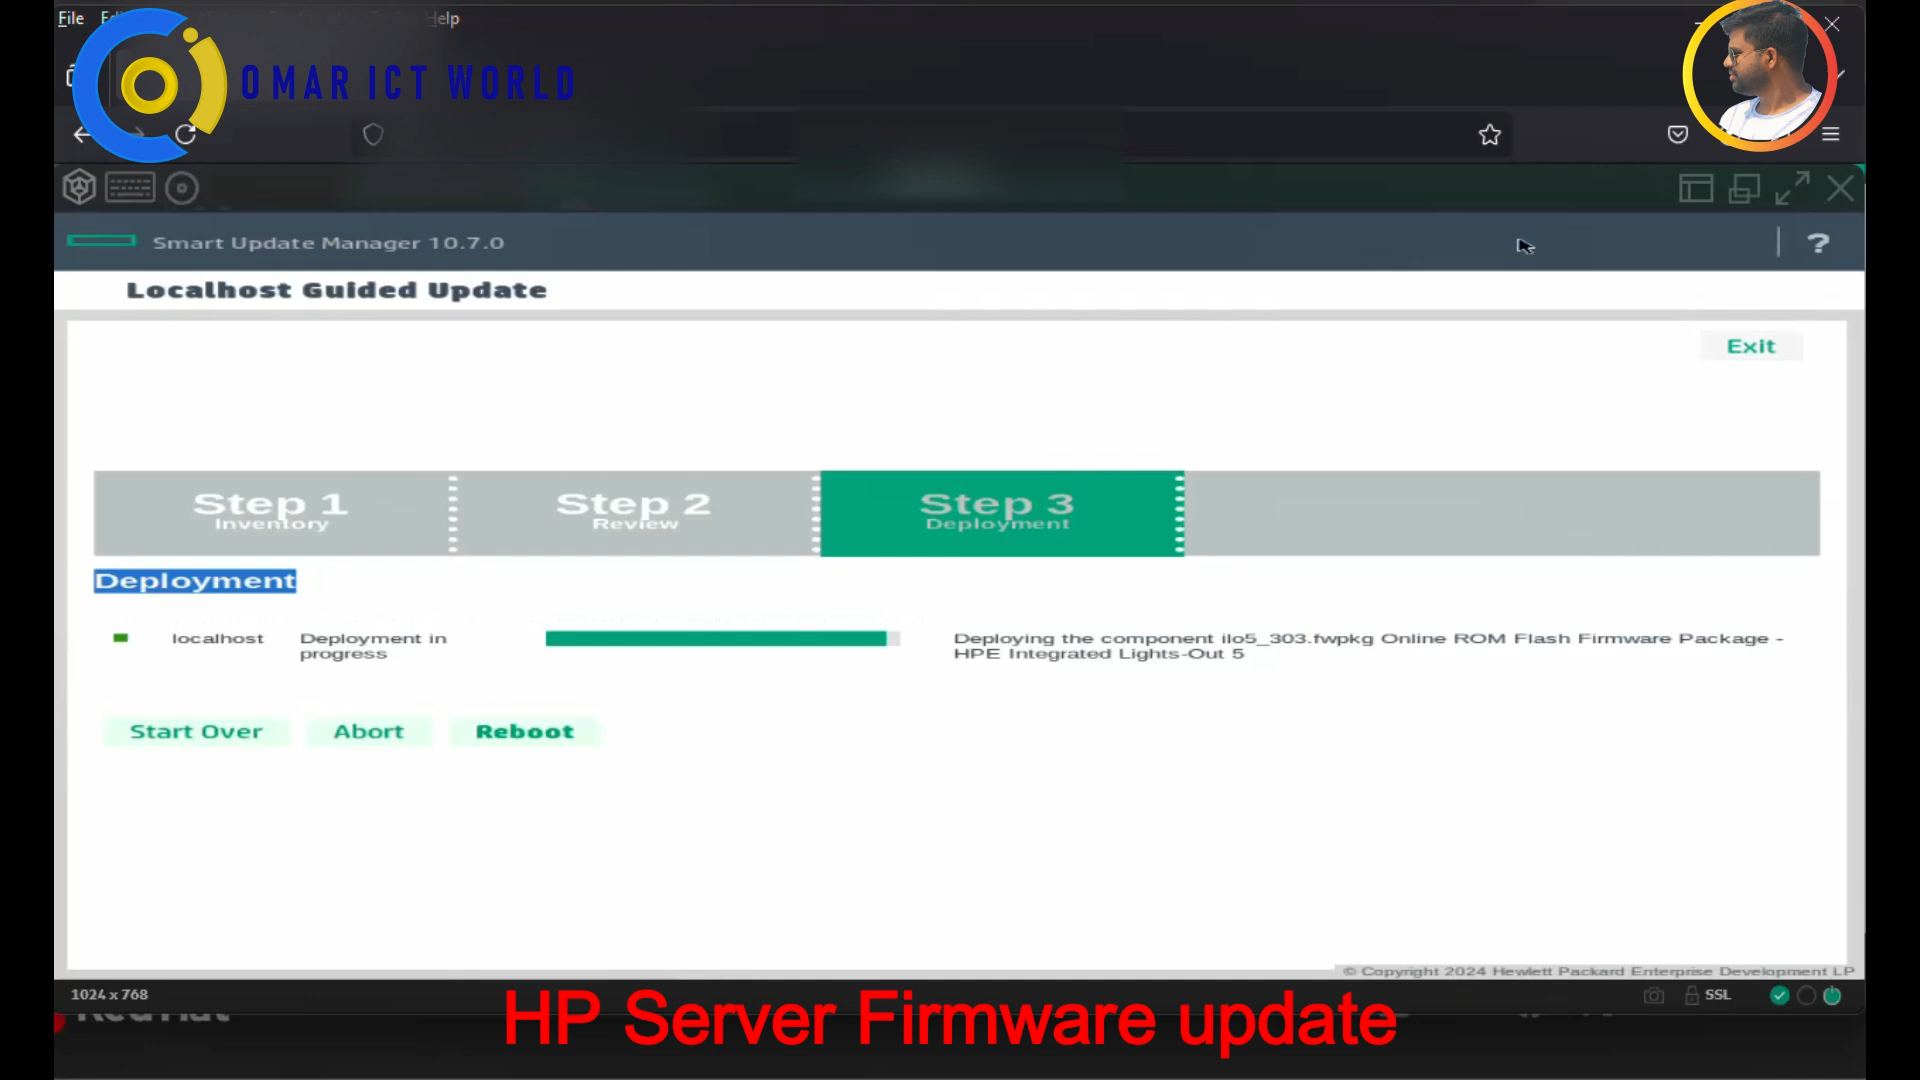 File
Help
OMAR ICT WORLD
Smart Update Manager 10.7.0
?
Localhost Guided Update
Exit
Step 1
Inventory
Step 2
Review
Step 3
Deployment
Deployment
localhost
Deployment in
progress
Deploying the component ilo5_303.fwpkg Online ROM Flash Firmware Package -
HPE Integrated Lights-Out 5
Start Over
Abort
Reboot
© Copyright 2024 Hewlett Packard Enterprise Development LP
1024 x 768
SSL
HP Server Firmware update